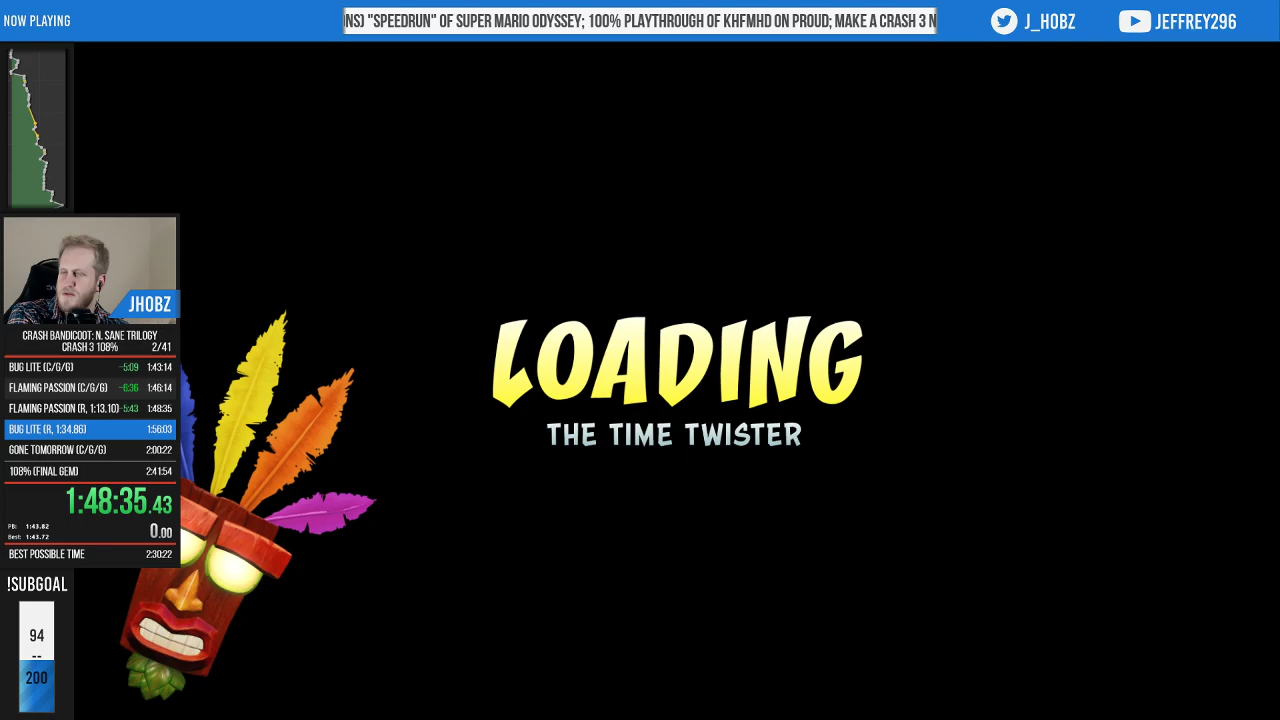 NOW PLAYING
NS) "SPEEDRUN" OF SUPER MARIO ODYSSEY; 100% PLAYTHROUGH OF KHFMHD ON PROUD; MAKE A CRASH 3 N
J_HOBZ
JEFFREY296
JHOBZ
CRASH BANDICOOT: N. SANE TRILOGY
CRASH 3 108% 2/41
BUG LITE (C/G/G) -5:09 1:43:14
FLAMING PASSION (C/G/G) -6:36 1:46:14
FLAMING PASSION (R, 1:13.10) -5:43 1:48:35
BUG LITE (R, 1:34.86) 1:56:03
GONE TOMORROW (C/G/G) 2:00:22
108% (FINAL GEM) 2:41:54
1:48:35.43
PB: 1:43.82
Best: 1:43.72
0.00
BEST POSSIBLE TIME 2:30:22
!SUBGOAL
94
--
200
LOADING
THE TIME TWISTER